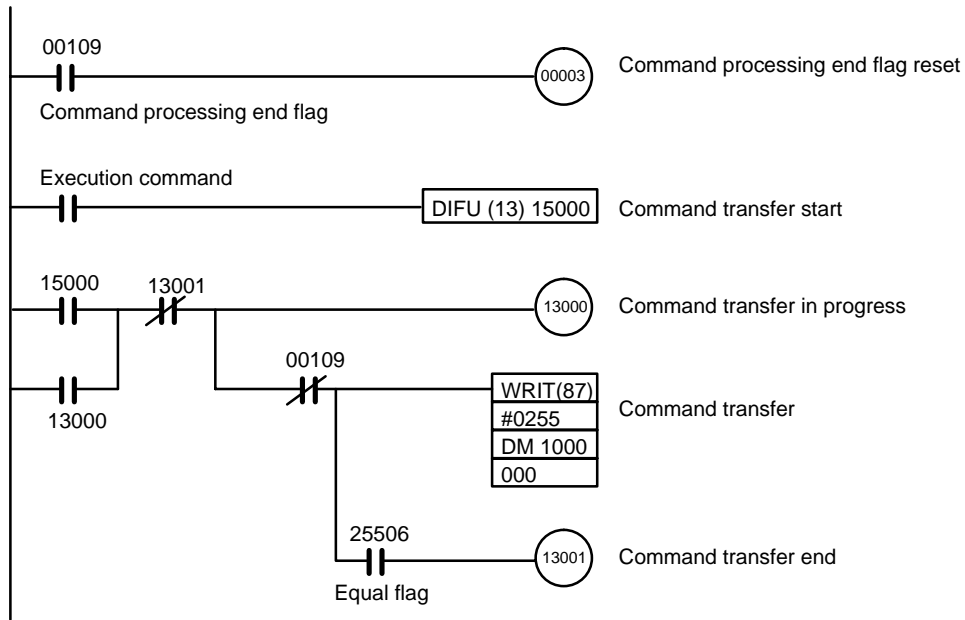 00109
00003
Command processing end flag reset
Command processing end flag
Execution command
DIFU (13) 15000
Command transfer start
15000
13001
13000
Command transfer in progress
00109
13000
WRIT(87)
#0255
DM 1000
000
Command transfer
25506
13001
Command transfer end
Equal flag